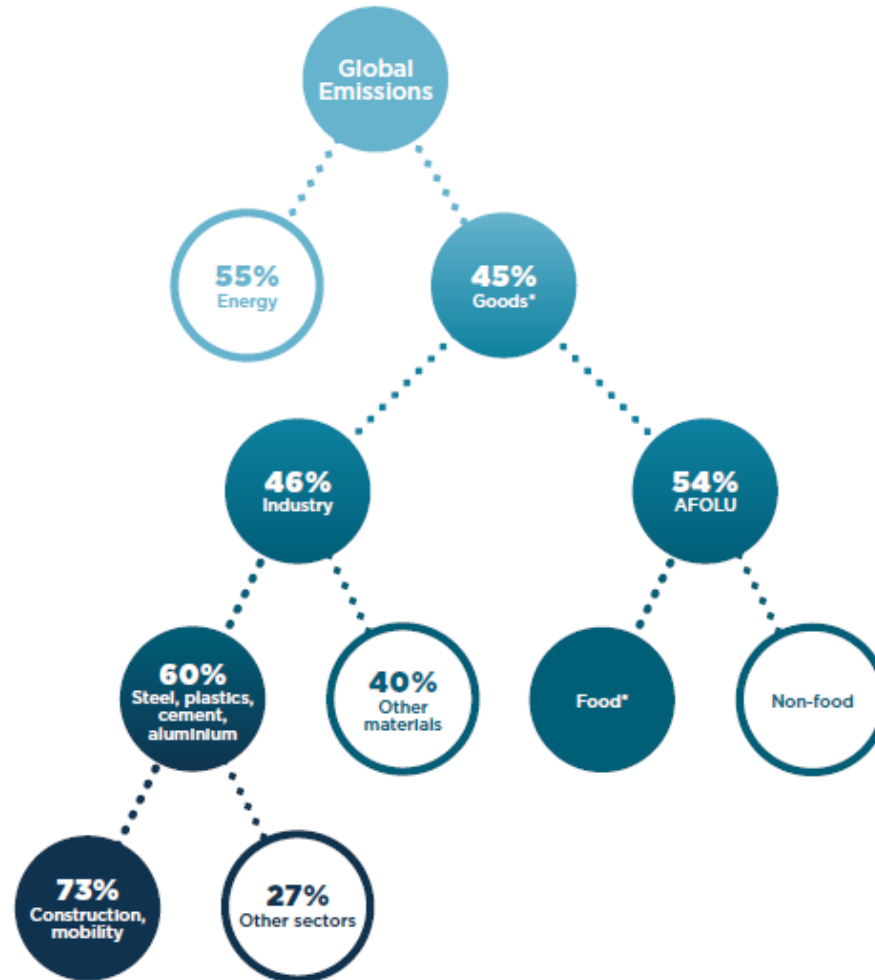 Global
Emissions
55%
Energy
45%
Goods*
46%
Industry
54%
AFOLU
60%
Steel, plastics,
cement,
aluminium
40%
Other
materials
Food*
Non-food
73%
Construction,
mobility
27%
Other sectors